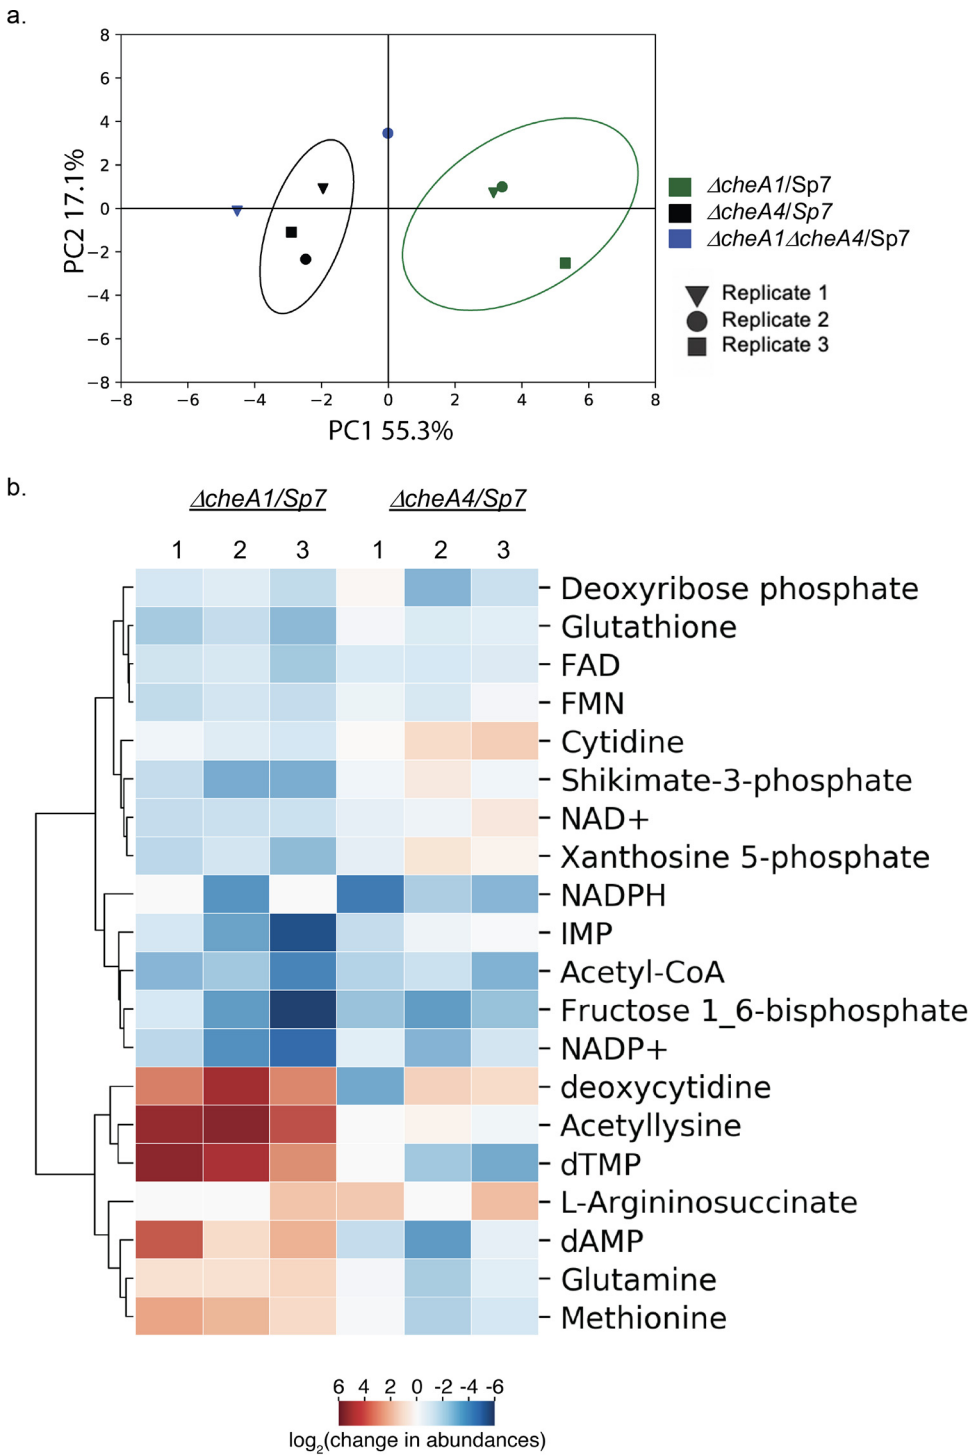 a.
8
6
4
2
0
−2
−4
−6
−8
PC2 17.1%
−8 −6 −4 −2 0 2 4 6 8
PC1 55.3%
ΔcheA1/Sp7
ΔcheA4/Sp7
ΔcheA1ΔcheA4/Sp7
Replicate 1
Replicate 2
Replicate 3
b.
ΔcheA1/Sp7 ΔcheA4/Sp7
1 2 3 1 2 3
Deoxyribose phosphate
Glutathione
FAD
FMN
Cytidine
Shikimate-3-phosphate
NAD+
Xanthosine 5-phosphate
NADPH
IMP
Acetyl-CoA
Fructose 1_6-bisphosphate
NADP+
deoxycytidine
Acetyllysine
dTMP
L-Argininosuccinate
dAMP
Glutamine
Methionine
6 4 2 0 -2 -4 -6
log₂(change in abundances)